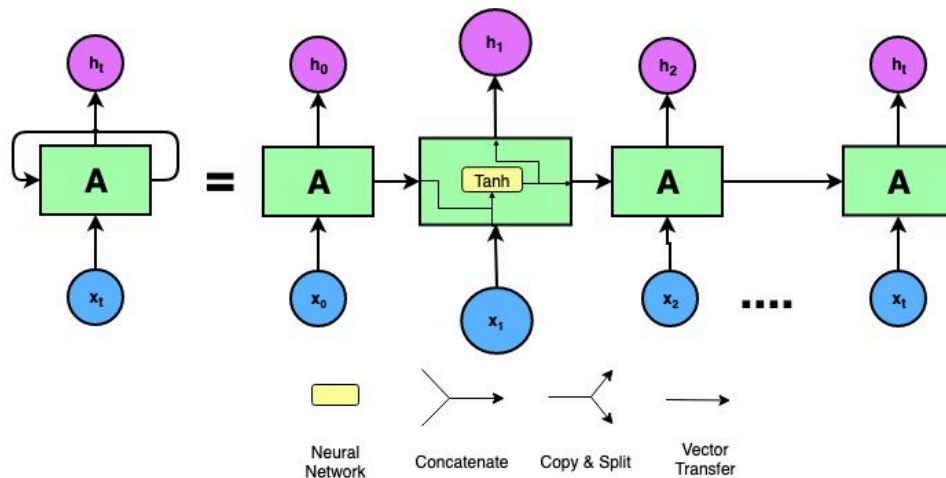 h₁
hₜ
h₀
h₂
hₜ
A
=
A
Tanh
A
A
xₜ
x₀
x₁
x₂
....
xₜ
Neural
Network
Concatenate
Copy & Split
Vector
Transfer